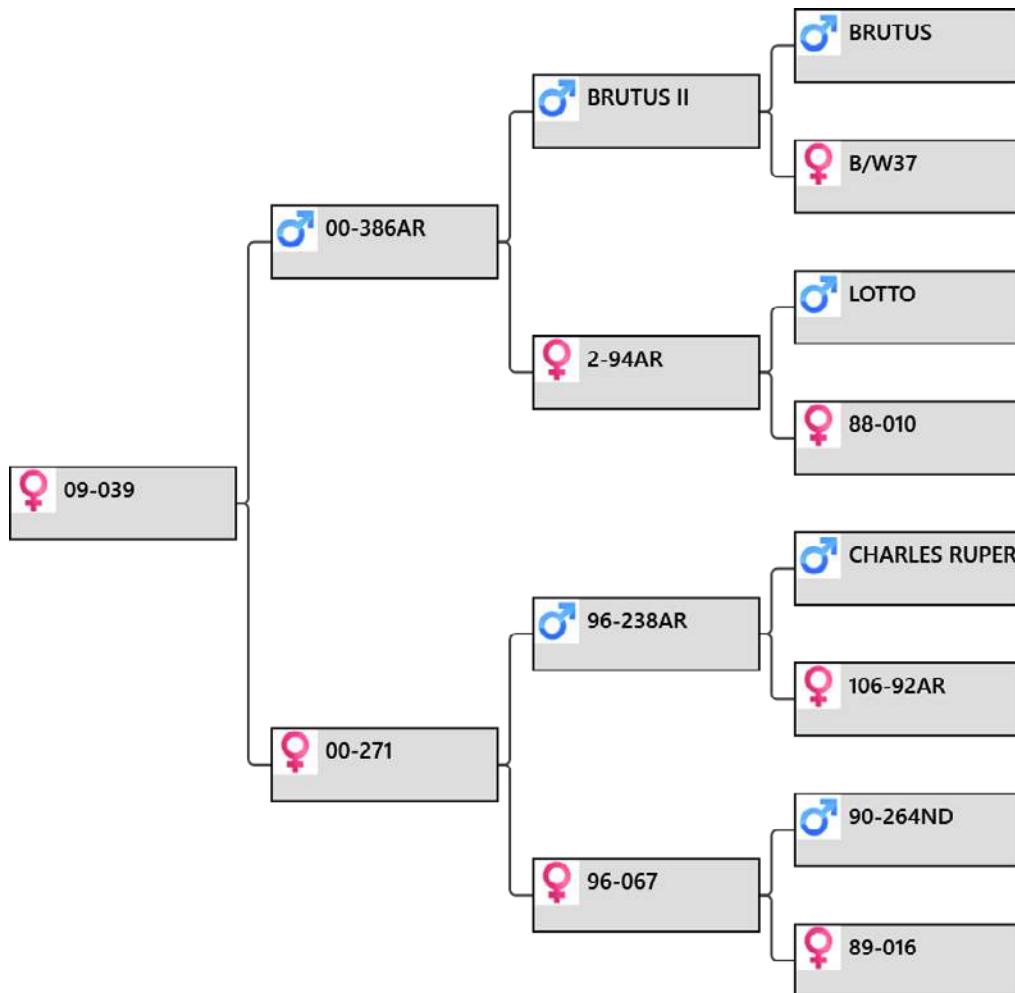 BRUTUS
BRUTUS II
B/W37
00-386AR
LOTTO
2-94AR
88-010
09-039
CHARLES RUPER
96-238AR
106-92AR
00-271
90-264ND
96-067
89-016